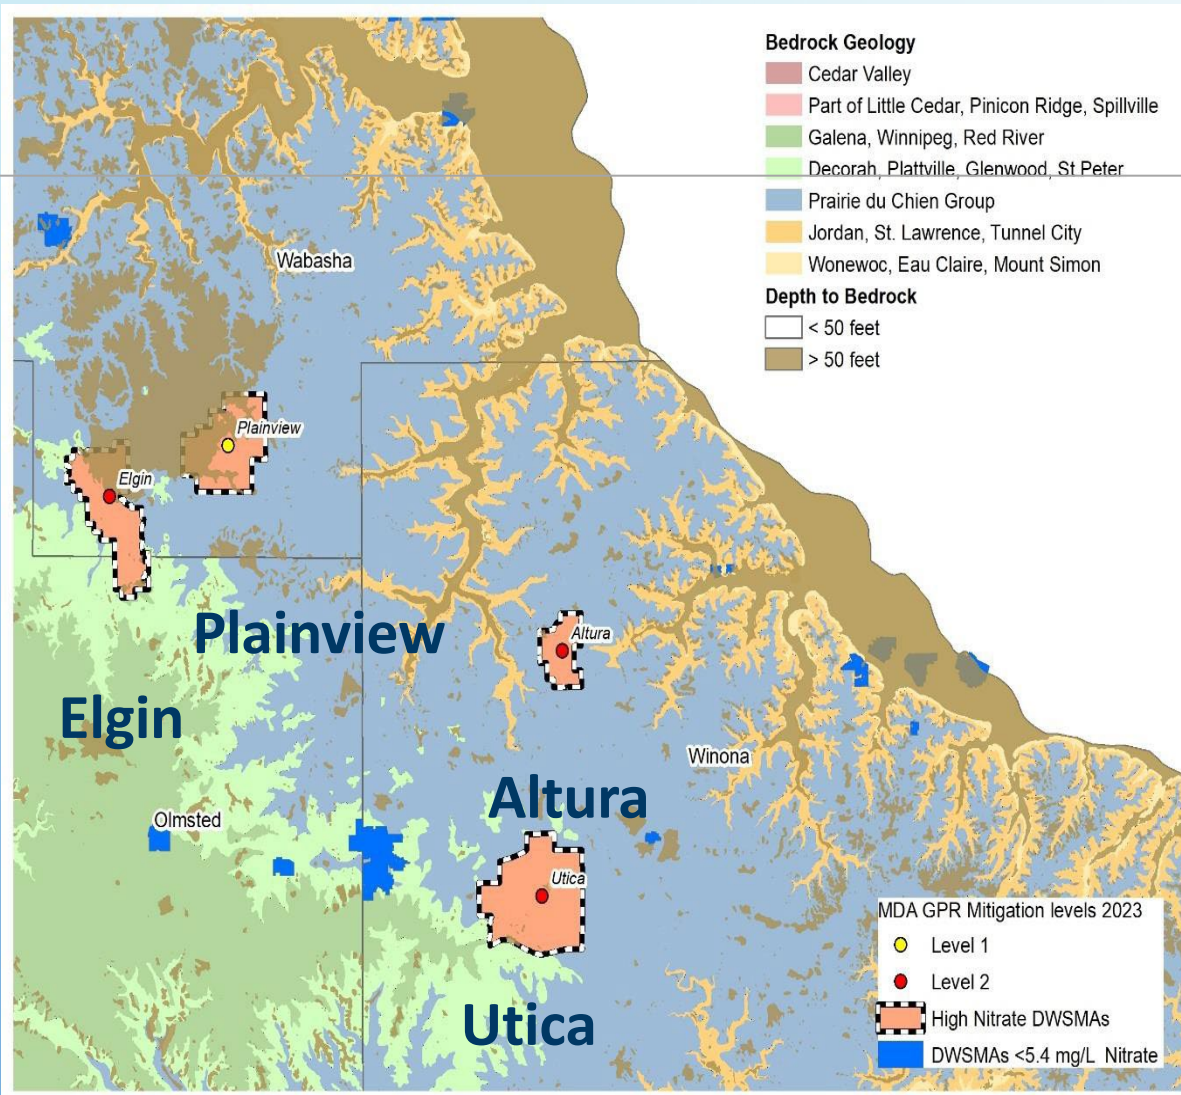 Bedrock Geology
Cedar Valley
Part of Little Cedar, Pinicon Ridge, Spillville
Galena, Winnipeg, Red River
Decorah, Plattville, Glenwood, St Peter
Prairie du Chien Group
Jordan, St. Lawrence, Tunnel City
Wonewoc, Eau Claire, Mount Simon
Depth to Bedrock
< 50 feet
> 50 feet
Wabasha
Plainview
Elgin
Plainview
Altura
Elgin
Winona
Altura
Olmsted
Utica
Utica
MDA GPR Mitigation levels 2023
Level 1
Level 2
High Nitrate DWSMAs
DWSMAs <5.4 mg/L Nitrate